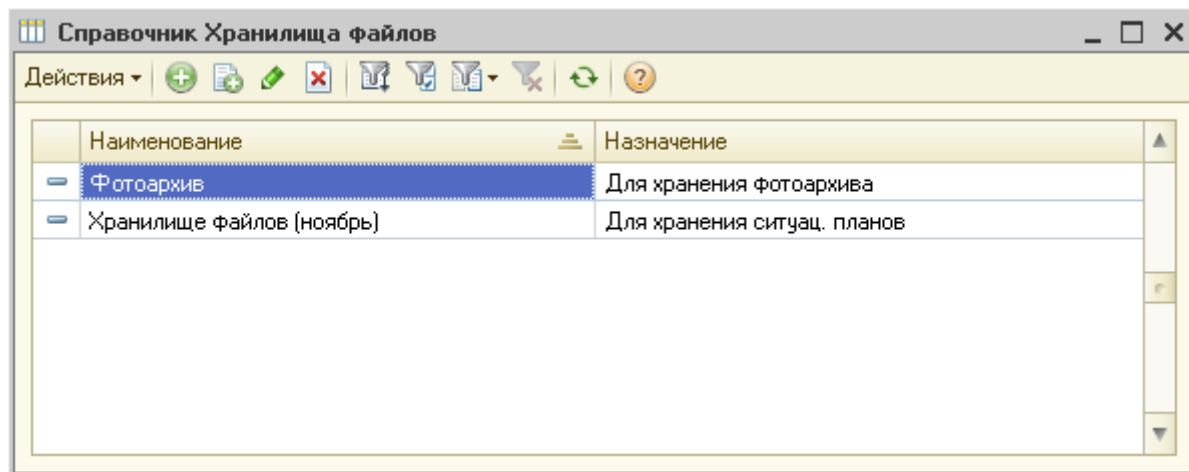 Справочник Хранилища файлов
Действия
Наименование Назначение
Фотоархив Для хранения фотоархива
Хранилище файлов (ноябрь) Для хранения ситуац. планов